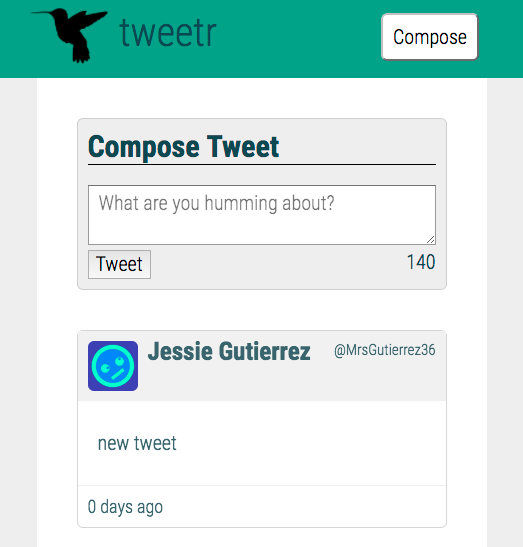 tweetr
Compose
Compose Tweet
What are you humming about?
Tweet
140
Jessie Gutierrez
@MrsGutierrez36
new tweet
0 days ago